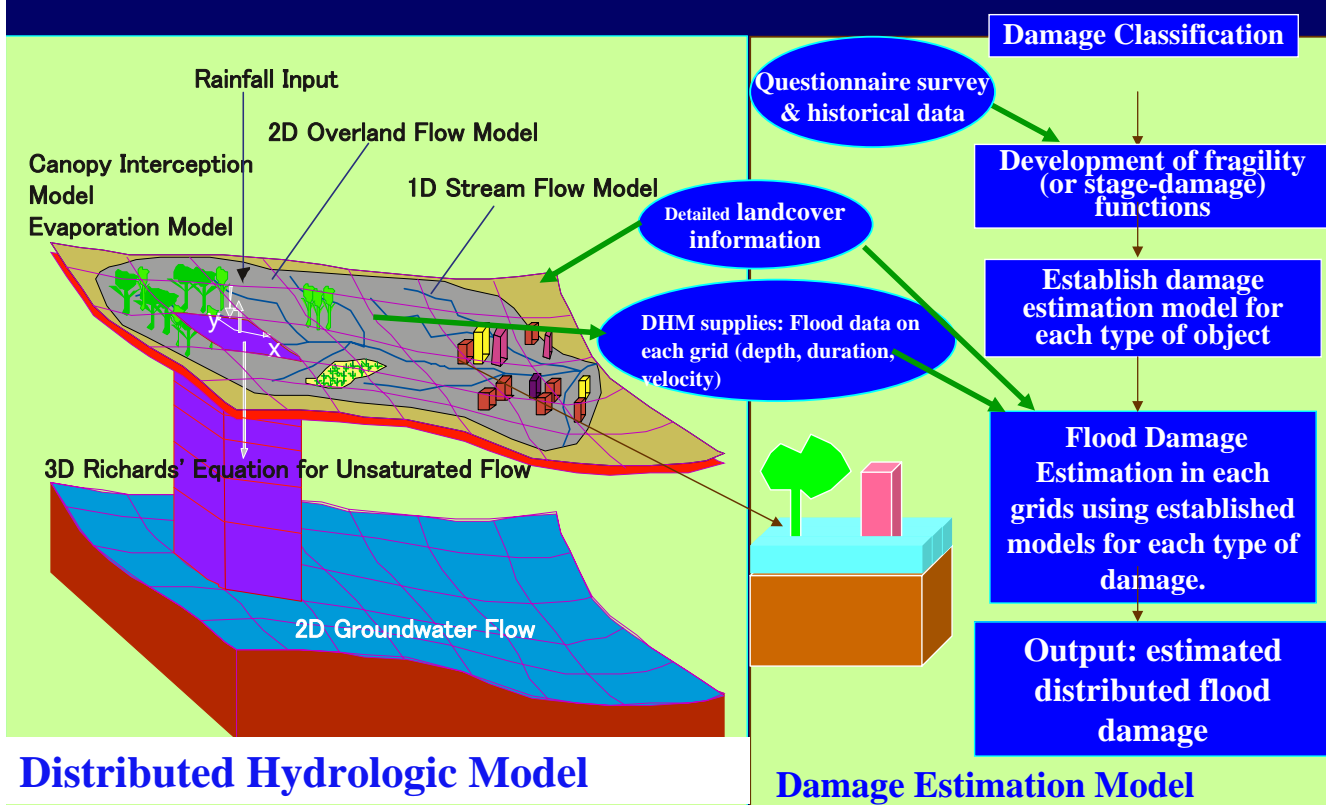 Rainfall Input
2D Overland Flow Model
Canopy Interception
Model
Evaporation Model
1D Stream Flow Model
y
x
3D Richards' Equation for Unsaturated Flow
2D Groundwater Flow
Distributed Hydrologic Model
Damage Classification
Questionnaire survey
& historical data
Development of fragility
(or stage-damage)
functions
Detailed landcover
information
Establish damage
estimation model for
each type of object
DHM supplies: Flood data on
each grid (depth, duration,
velocity)
Flood Damage
Estimation in each
grids using established
models for each type of
damage.
Output: estimated
distributed flood
damage
Damage Estimation Model